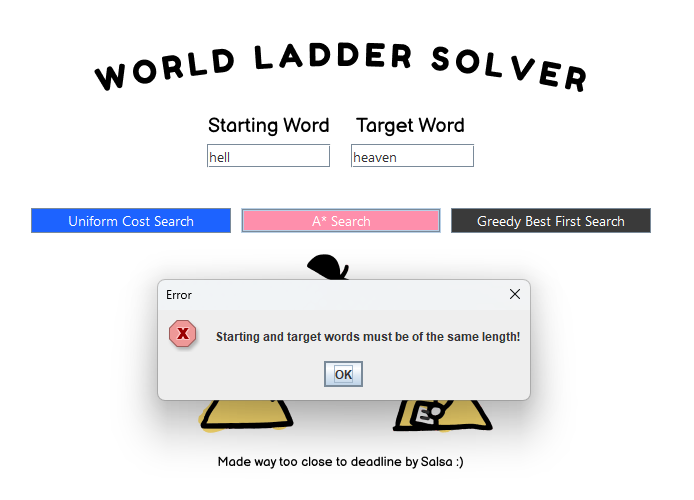 WORLD LADDER SOLVER
Starting Word Target Word
hell heaven
Uniform Cost Search A* Search Greedy Best First Search
Error
X Starting and target words must be of the same length!
OK
E
Made way too close to deadline by Salsa :)